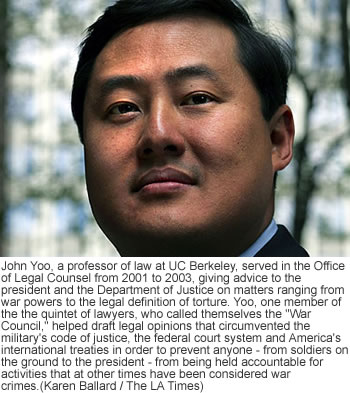 John Yoo, a professor of law at UC Berkeley, served in the Office
of Legal Counsel from 2001 to 2003, giving advice to the
president and the Department of Justice on matters ranging from
war powers to the legal definition of torture. Yoo, one member of
the the quintet of lawyers, who called themselves the "War
Council," helped draft legal opinions that circumvented the
military's code of justice, the federal court system and America's
international treaties in order to prevent anyone - from soldiers on
the ground to the president - from being held accountable for
activities that at other times have been considered war
crimes.(Karen Ballard / The LA Times)